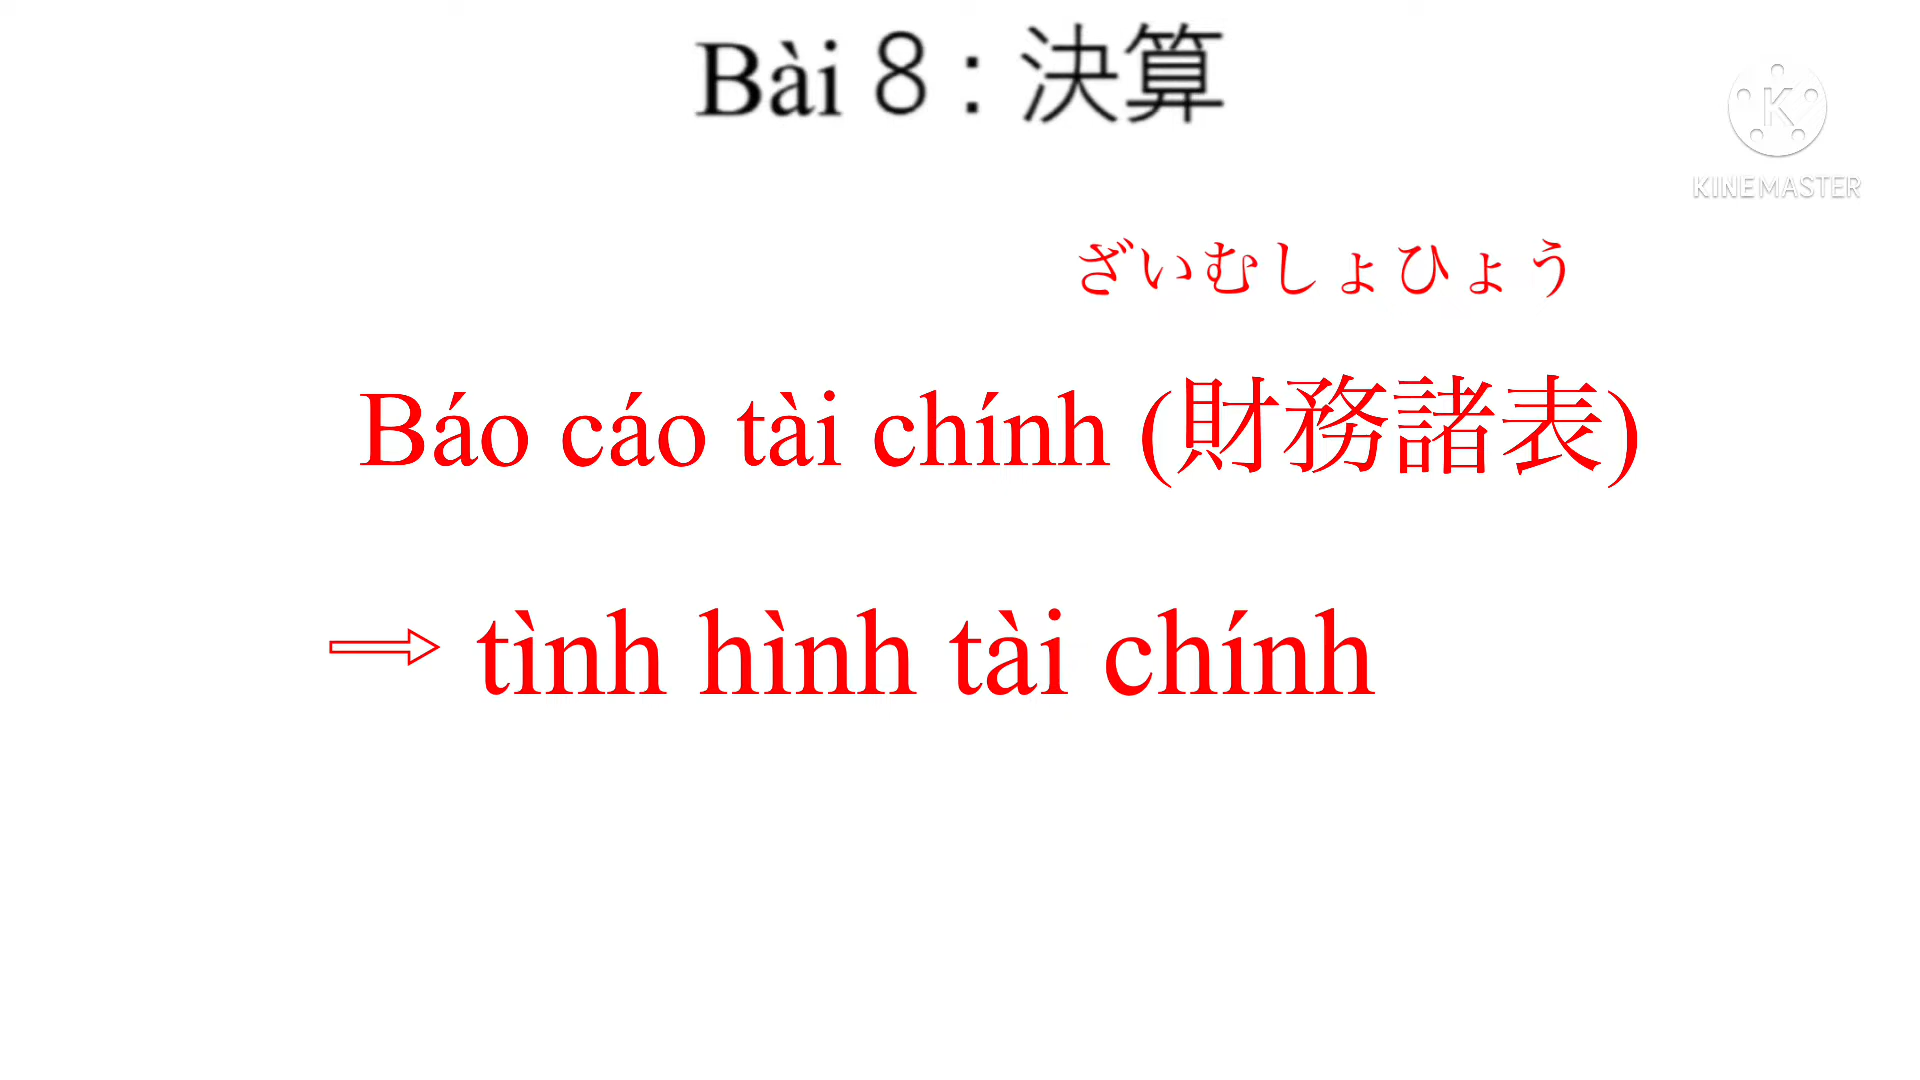 Bài 8 : 決算
K
KINEMASTER
ざいむしょひょう
Báo cáo tài chính (財務諸表)
⇨ tình hình tài chính